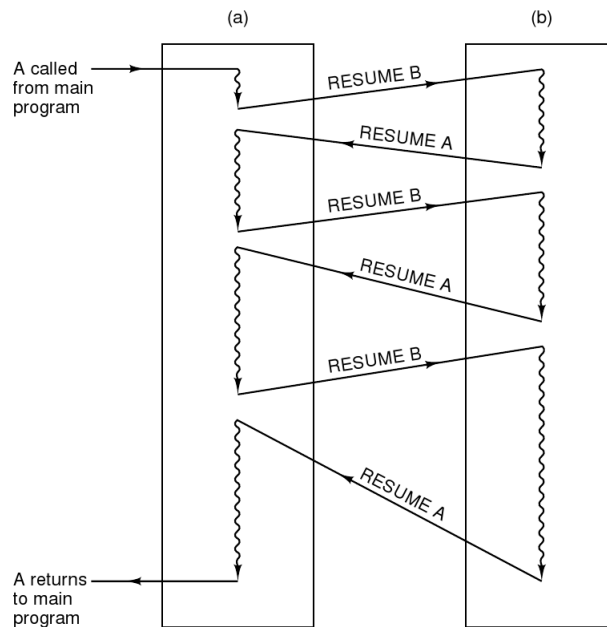 (a)
(b)
A called
from main
program
RESUME B
RESUME A
RESUME B
RESUME A
RESUME B
RESUME A
A returns
to main
program